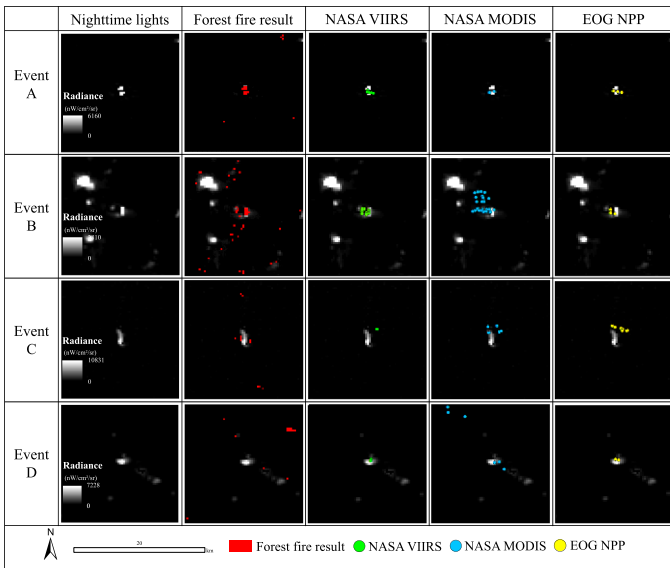 Nighttime lights Forest fire result NASA VIIRS NASA MODIS EOG NPP
Event
A
Radiance
(nW/cm²/sr)
6160
0
Event
B
Radiance
(nW/cm²/sr)
0
Event
C
Radiance
(nW/cm²/sr)
10831
0
Event
D
Radiance
(nW/cm²/sr)
7228
0
N
20
km
Forest fire result NASA VIIRS NASA MODIS EOG NPP